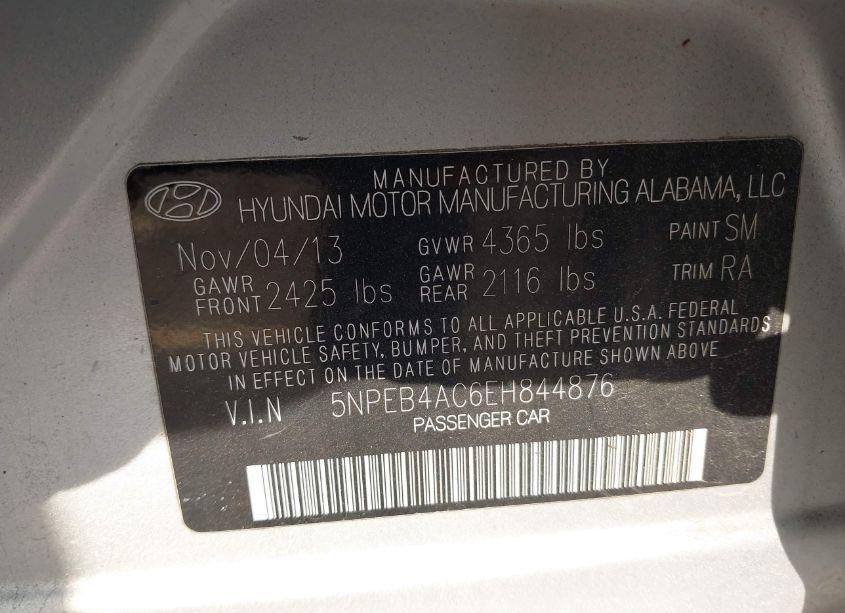 MANUFACTURED BY
HYUNDAI MOTOR MANUFACTURING ALABAMA, LLC
Nov/04/13 GVWR 4365 lbs PAINT SM
GAWR FRONT 2425 lbs GAWR REAR 2116 lbs TRIM RA
THIS VEHICLE CONFORMS TO ALL APPLICABLE U.S.A. FEDERAL
MOTOR VEHICLE SAFETY, BUMPER, AND THEFT PREVENTION STANDARDS
IN EFFECT ON THE DATE OF MANUFACTURE SHOWN ABOVE
V.I.N 5NPEB4AC6EH844876
PASSENGER CAR